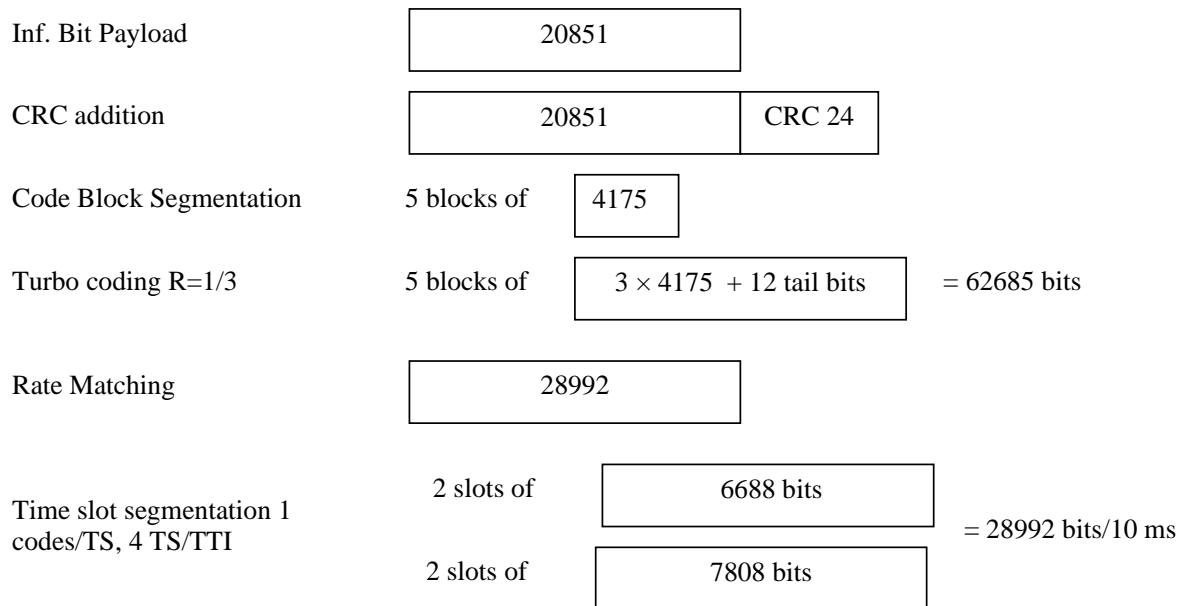 Inf. Bit Payload 20851
CRC addition 20851 CRC 24
Code Block Segmentation 5 blocks of 4175
Turbo coding R=1/3 5 blocks of 3 × 4175 + 12 tail bits = 62685 bits
Rate Matching 28992
2 slots of 6688 bits
Time slot segmentation 1
codes/TS, 4 TS/TTI = 28992 bits/10 ms
2 slots of 7808 bits